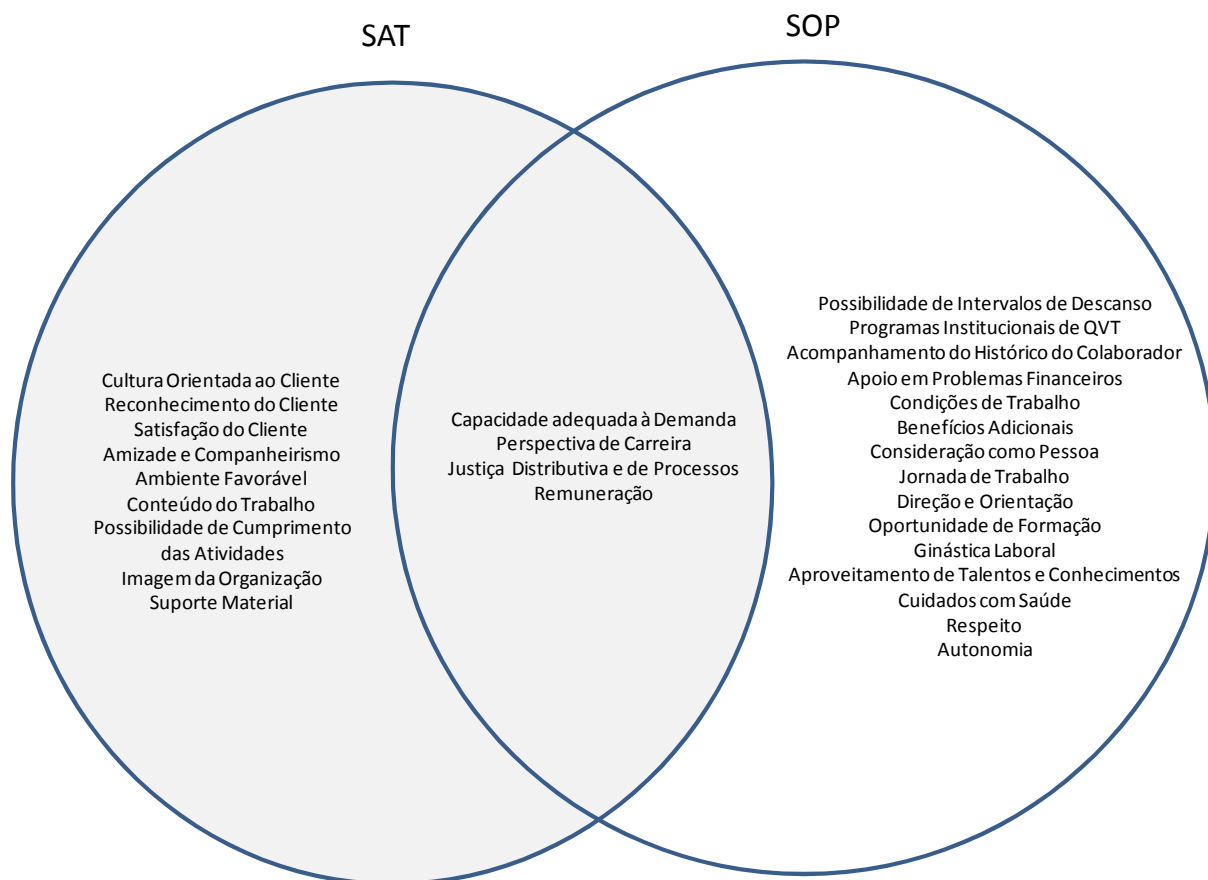 SAT
SOP
Cultura Orientada ao Cliente
Reconhecimento do Cliente
Satisfação do Cliente
Amizade e Companheirismo
Ambiente Favorável
Conteúdo do Trabalho
Possibilidade de Cumprimento
das Atividades
Imagem da Organização
Suporte Material
Capacidade adequada à Demanda
Perspectiva de Carreira
Justiça Distributiva e de Processos
Remuneração
Possibilidade de Intervalos de Descanso
Programas Institucionais de QVT
Acompanhamento do Histórico do Colaborador
Apoio em Problemas Financeiros
Condições de Trabalho
Benefícios Adicionais
Consideração como Pessoa
Jornada de Trabalho
Direção e Orientação
Oportunidade de Formação
Ginástica Laboral
Aproveitamento de Talentos e Conhecimentos
Cuidados com Saúde
Respeito
Autonomia